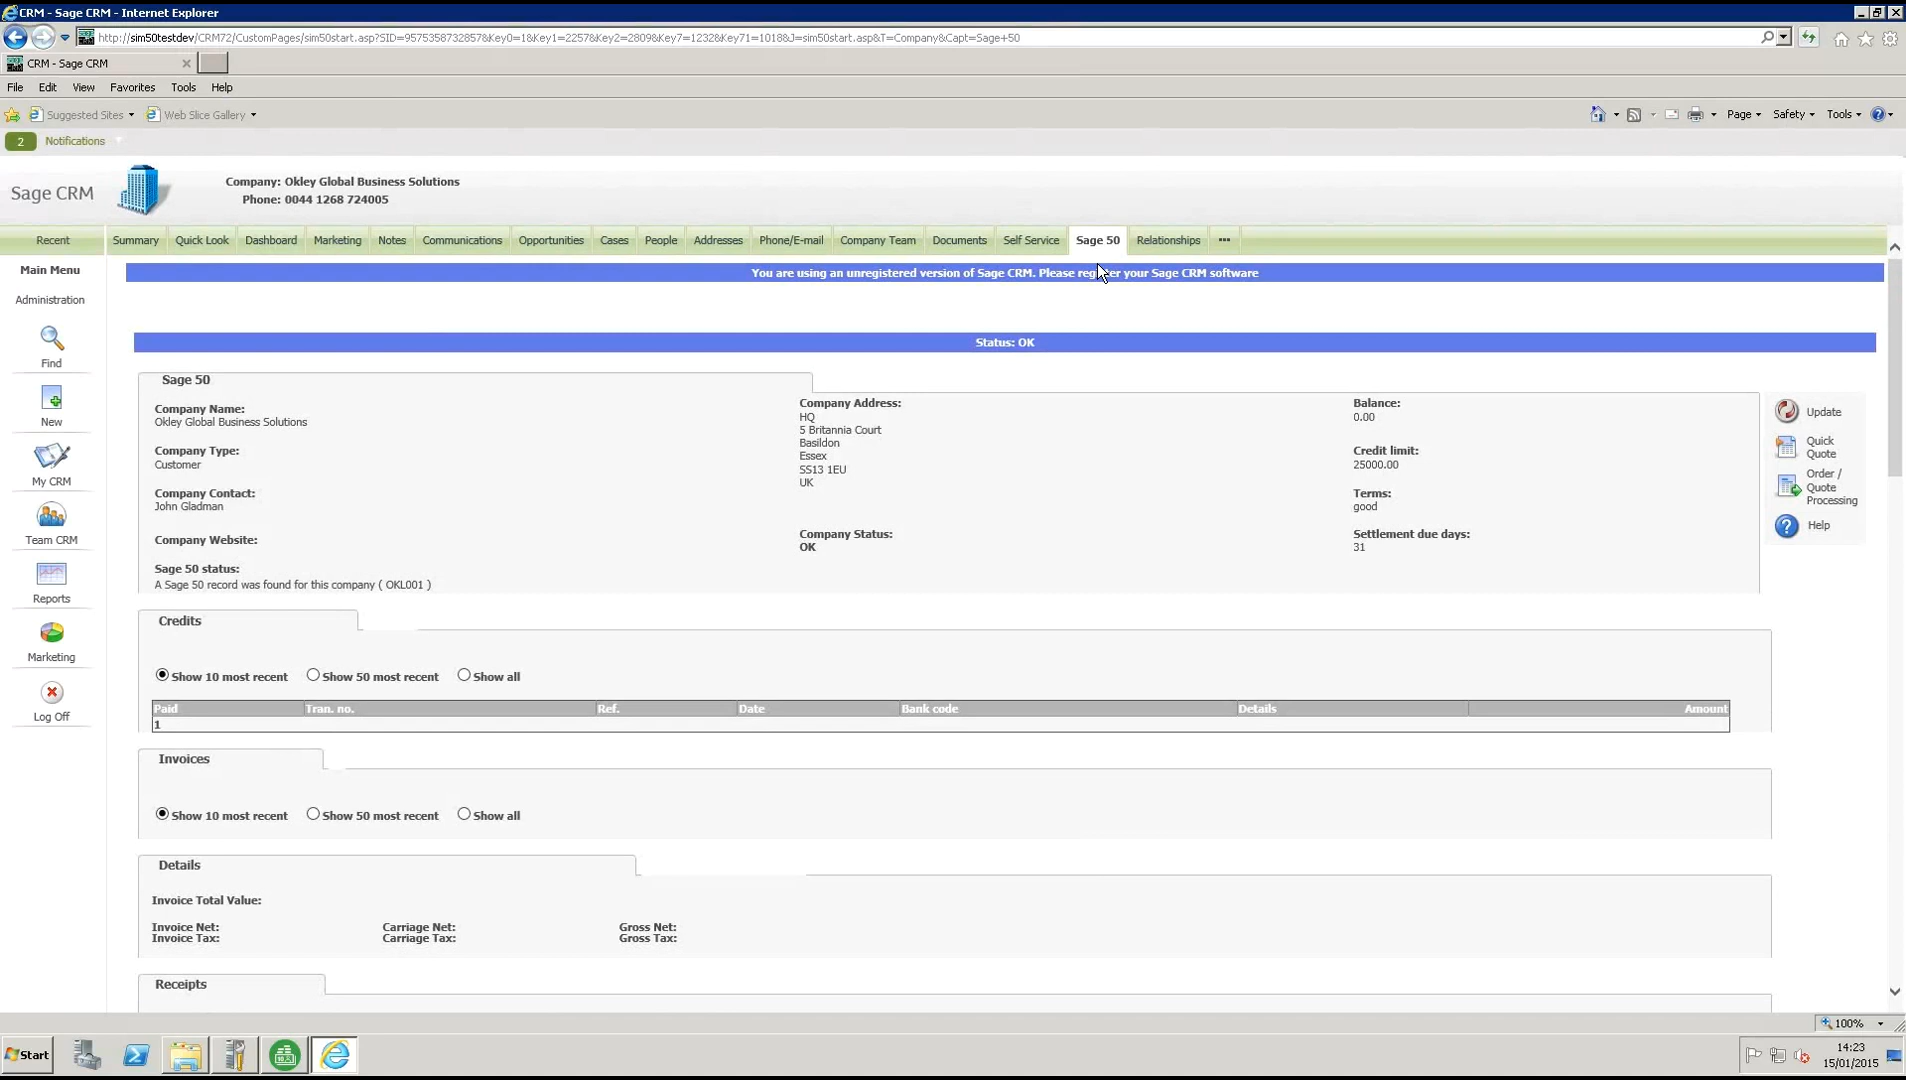 CRM - Sage CRM - Internet Explorer
http://sim50testdev/CRM72/CustomPages/sim50start.asp?SID=9575358732857&Key0=1&Key1=2257&Key2=2809&Key7=1232&Key71=1018&J=sim50start.asp&T=Company&Capt=Sage+50
CRM - Sage CRM
File Edit View Favorites Tools Help
Suggested Sites Web Slice Gallery
Page Safety Tools
2 Notifications
Sage CRM
Company: Okley Global Business Solutions
Phone: 0044 1268 724005
Recent Summary Quick Look Dashboard Marketing Notes Communications Opportunities Cases People Addresses Phone/E-mail Company Team Documents Self Service Sage 50 Relationships ...
Main Menu
Administration
Find
New
My CRM
Team CRM
Reports
Marketing
Log Off
You are using an unregistered version of Sage CRM. Please your Sage CRM software
Status: OK
Sage 50
Company Name:
Okley Global Business Solutions
Company Type:
Customer
Company Contact:
John Gladman
Company Website:
Sage 50 status:
A Sage 50 record was found for this company ( OKL001 )
Company Address:
HQ
5 Britannia Court
Basildon
Essex
SS13 1EU
UK
Company Status:
OK
Balance:
0.00
Credit limit:
25000.00
Terms:
good
Settlement due days:
31
Update
Quick
Quote
Order /
Quote
Processing
Help
Credits
Show 10 most recent Show 50 most recent Show all
Paid Tran. no. Ref. Date Bank code Details Amount
1
Invoices
Show 10 most recent Show 50 most recent Show all
Details
Invoice Total Value:
Invoice Net: Carriage Net: Gross Net:
Invoice Tax: Carriage Tax: Gross Tax:
Receipts
100%
Start
14:23
15/01/2015